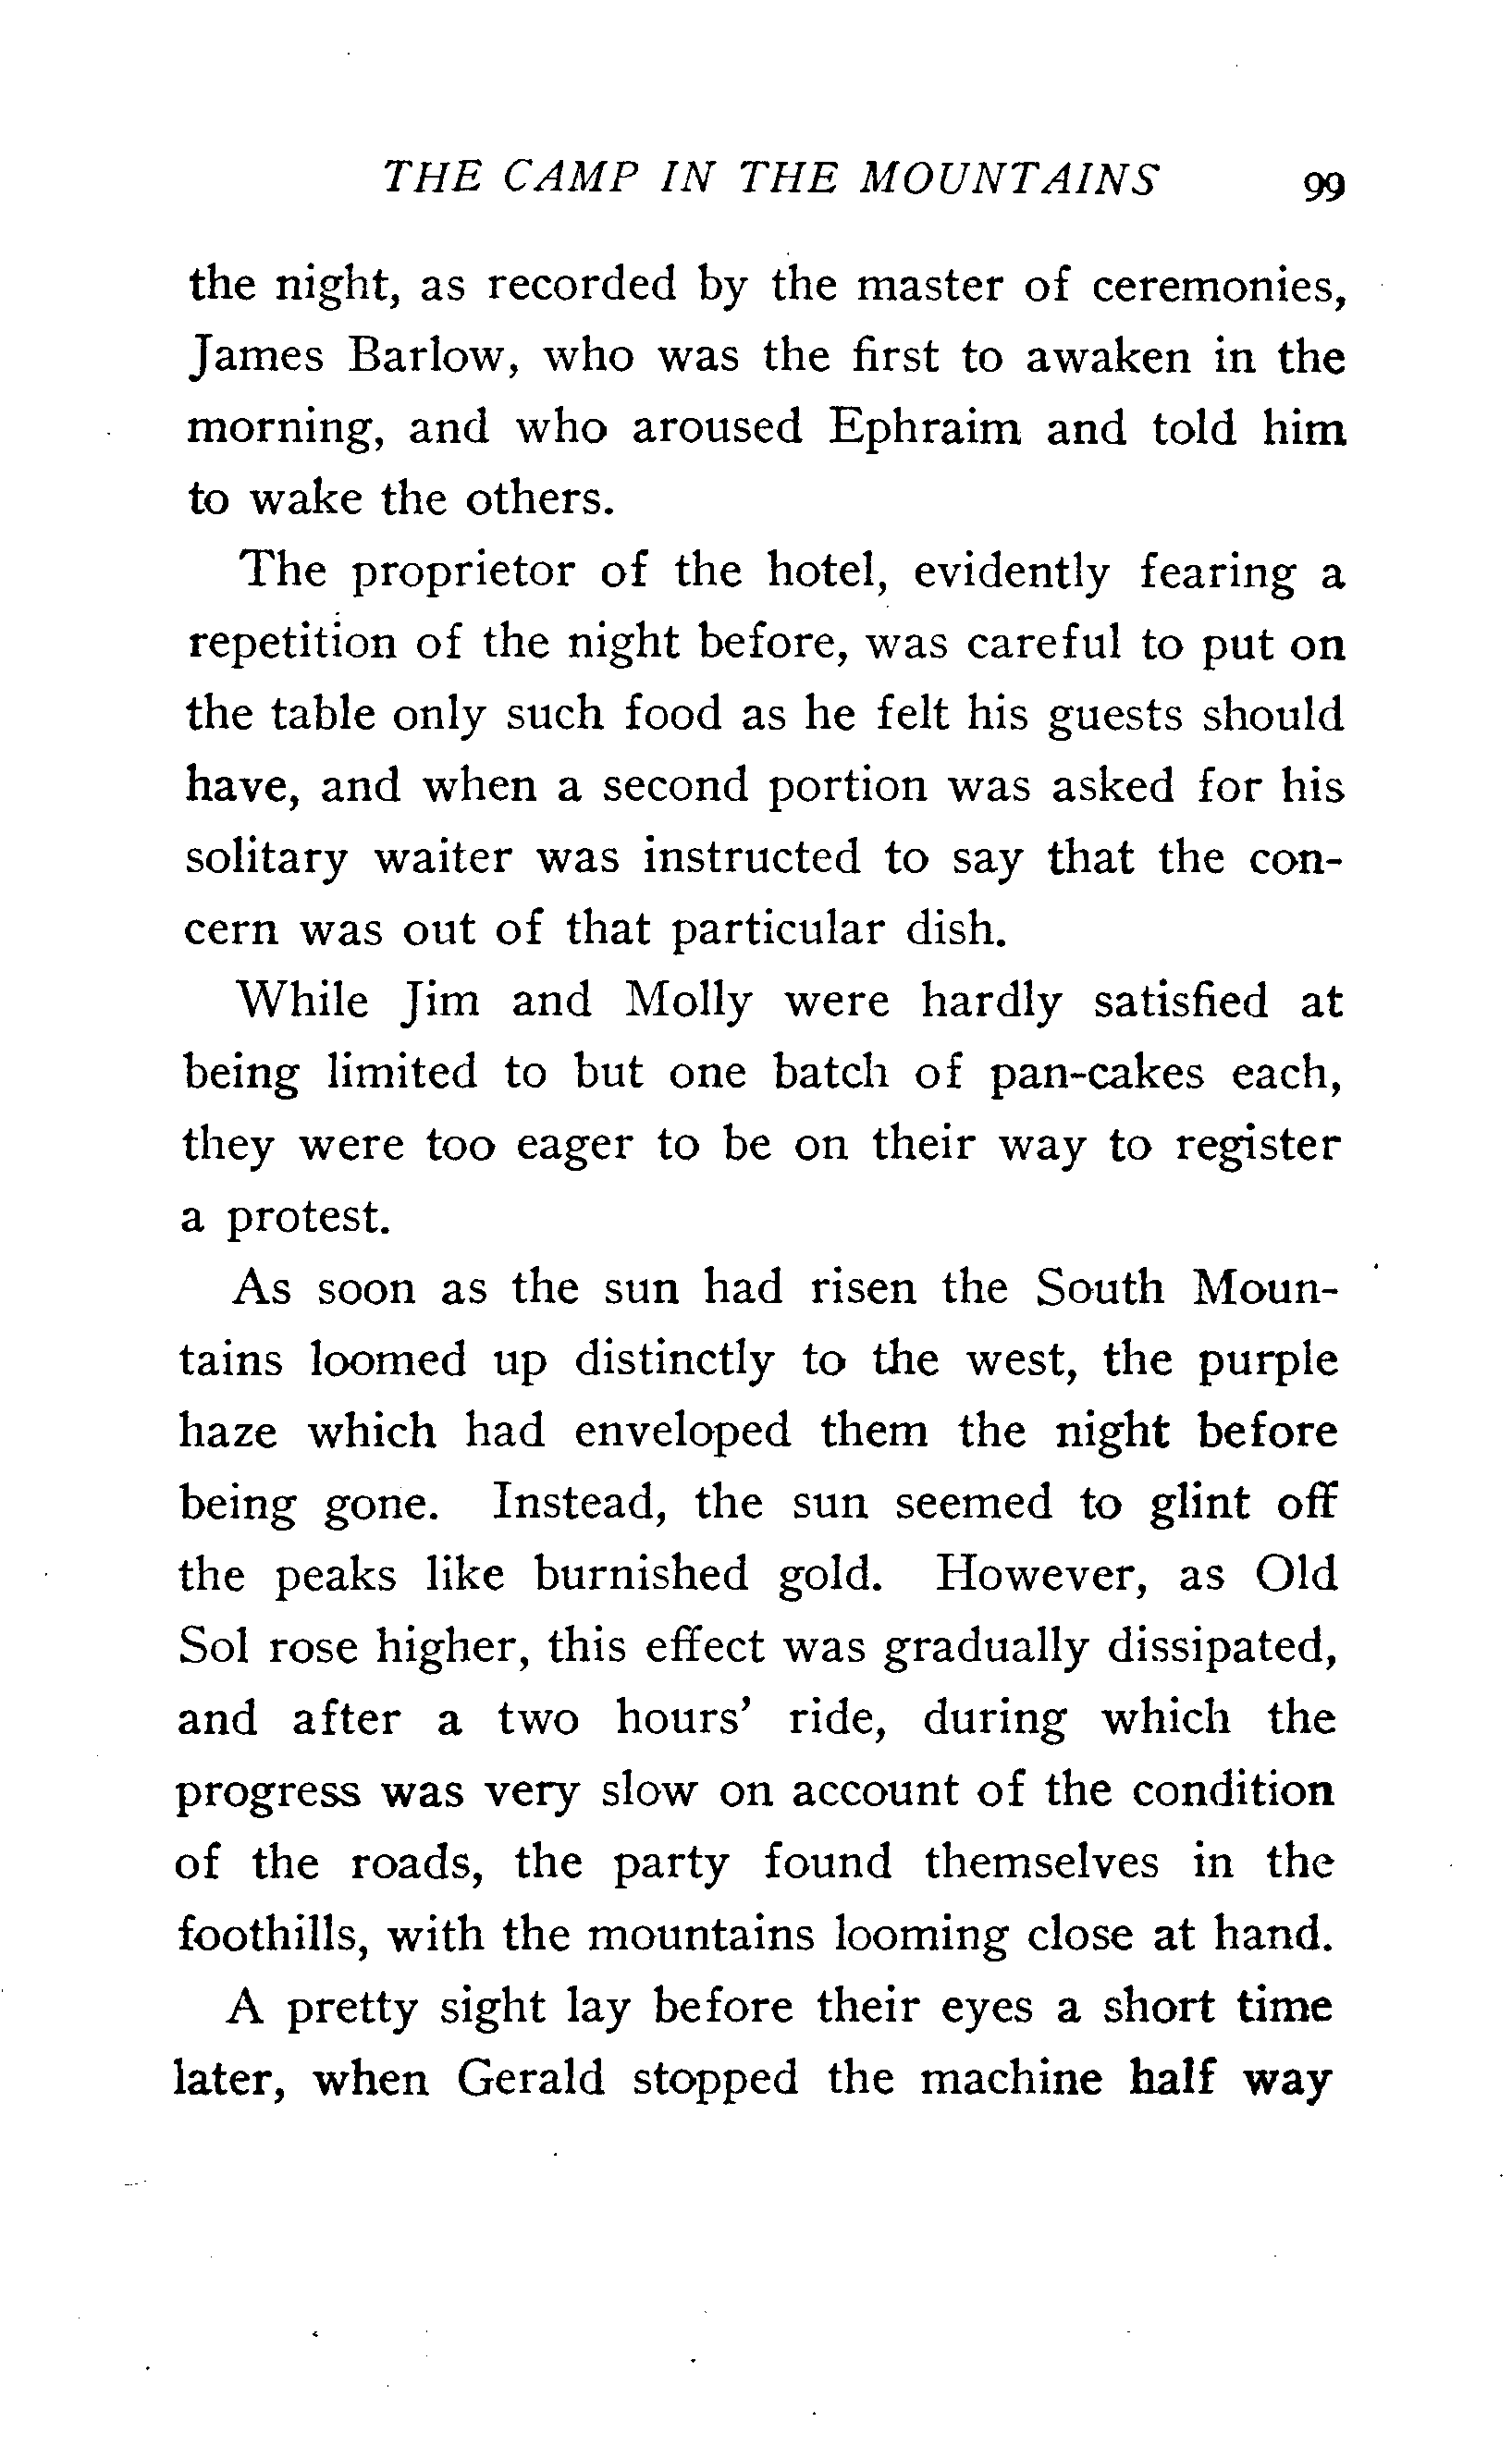 THE CAMP IN THE MOUNTAINS 99
the night, as recorded by the master of ceremonies,
James Barlow, who was the first to awaken in the
morning, and who aroused Ephraim and told him
to wake the others.
The proprietor of the hotel, evidently fearing a
repetition of the night before, was careful to put on
the table only such food as he felt his guests should
have, and when a second portion was asked for his
solitary waiter was instructed to say that the con-
cern was out of that particular dish.
While Jim and Molly were hardly satisfied at
being limited to but one batch of pan-cakes each,
they were too eager to be on their way to register
a protest.
As soon as the sun had risen the South Moun-
tains loomed up distinctly to the west, the purple
haze which had enveloped them the night before
being gone. Instead, the sun seemed to glint off
the peaks like burnished gold. However, as Old
Sol rose higher, this effect was gradually dissipated,
and after a two hours' ride, during which the
progress was very slow on account of the condition
of the roads, the party found themselves in the
foothills, with the mountains looming close at hand.
A pretty sight lay before their eyes a short time
later, when Gerald stopped the machine half way